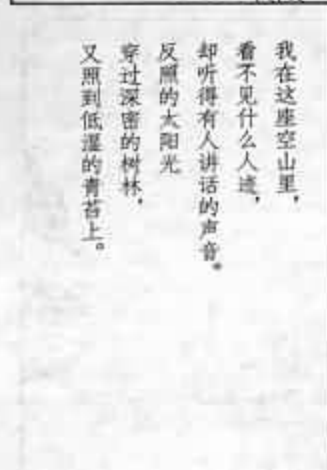 我在这座空山里，
看不见什么人迹，
却听得有人讲话的声音。
反照的太阳光
穿过深密的树林，
又照到低湿的青苔上。